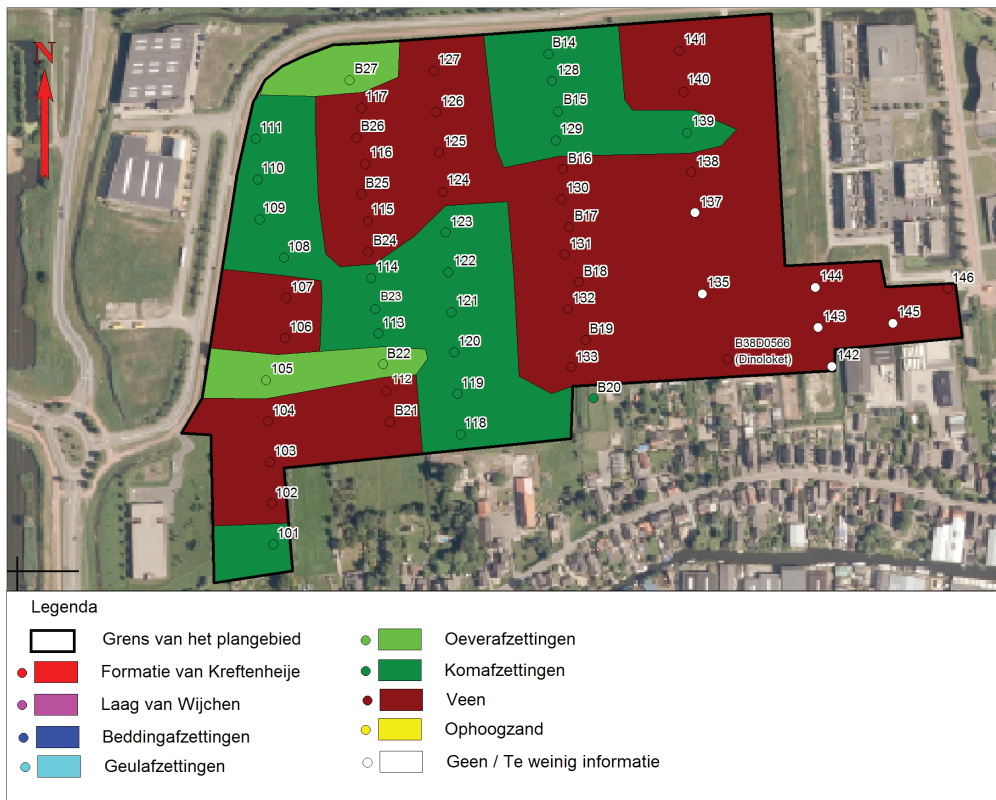 N
B14
141
127
128
140
B27
117
126
B15
139
111
B26
129
125
B16
138
110
116
124
130
137
B25
109
115
123
B17
108
B24
131
114
122
B18
135
144
146
107
B23
121
132
143
145
106
113
B19
B22
120
133
B38D0566
(Dinoloket)
142
105
112
119
B20
104
B21
118
103
102
101
Legenda
Grens van het plangebied
Formatie van Kreftenheije
Laag van Wijchen
Beddingafzettingen
Geulafzettingen
Oeverafzettingen
Komafzettingen
Veen
Ophoogzand
Geen / Te weinig informatie